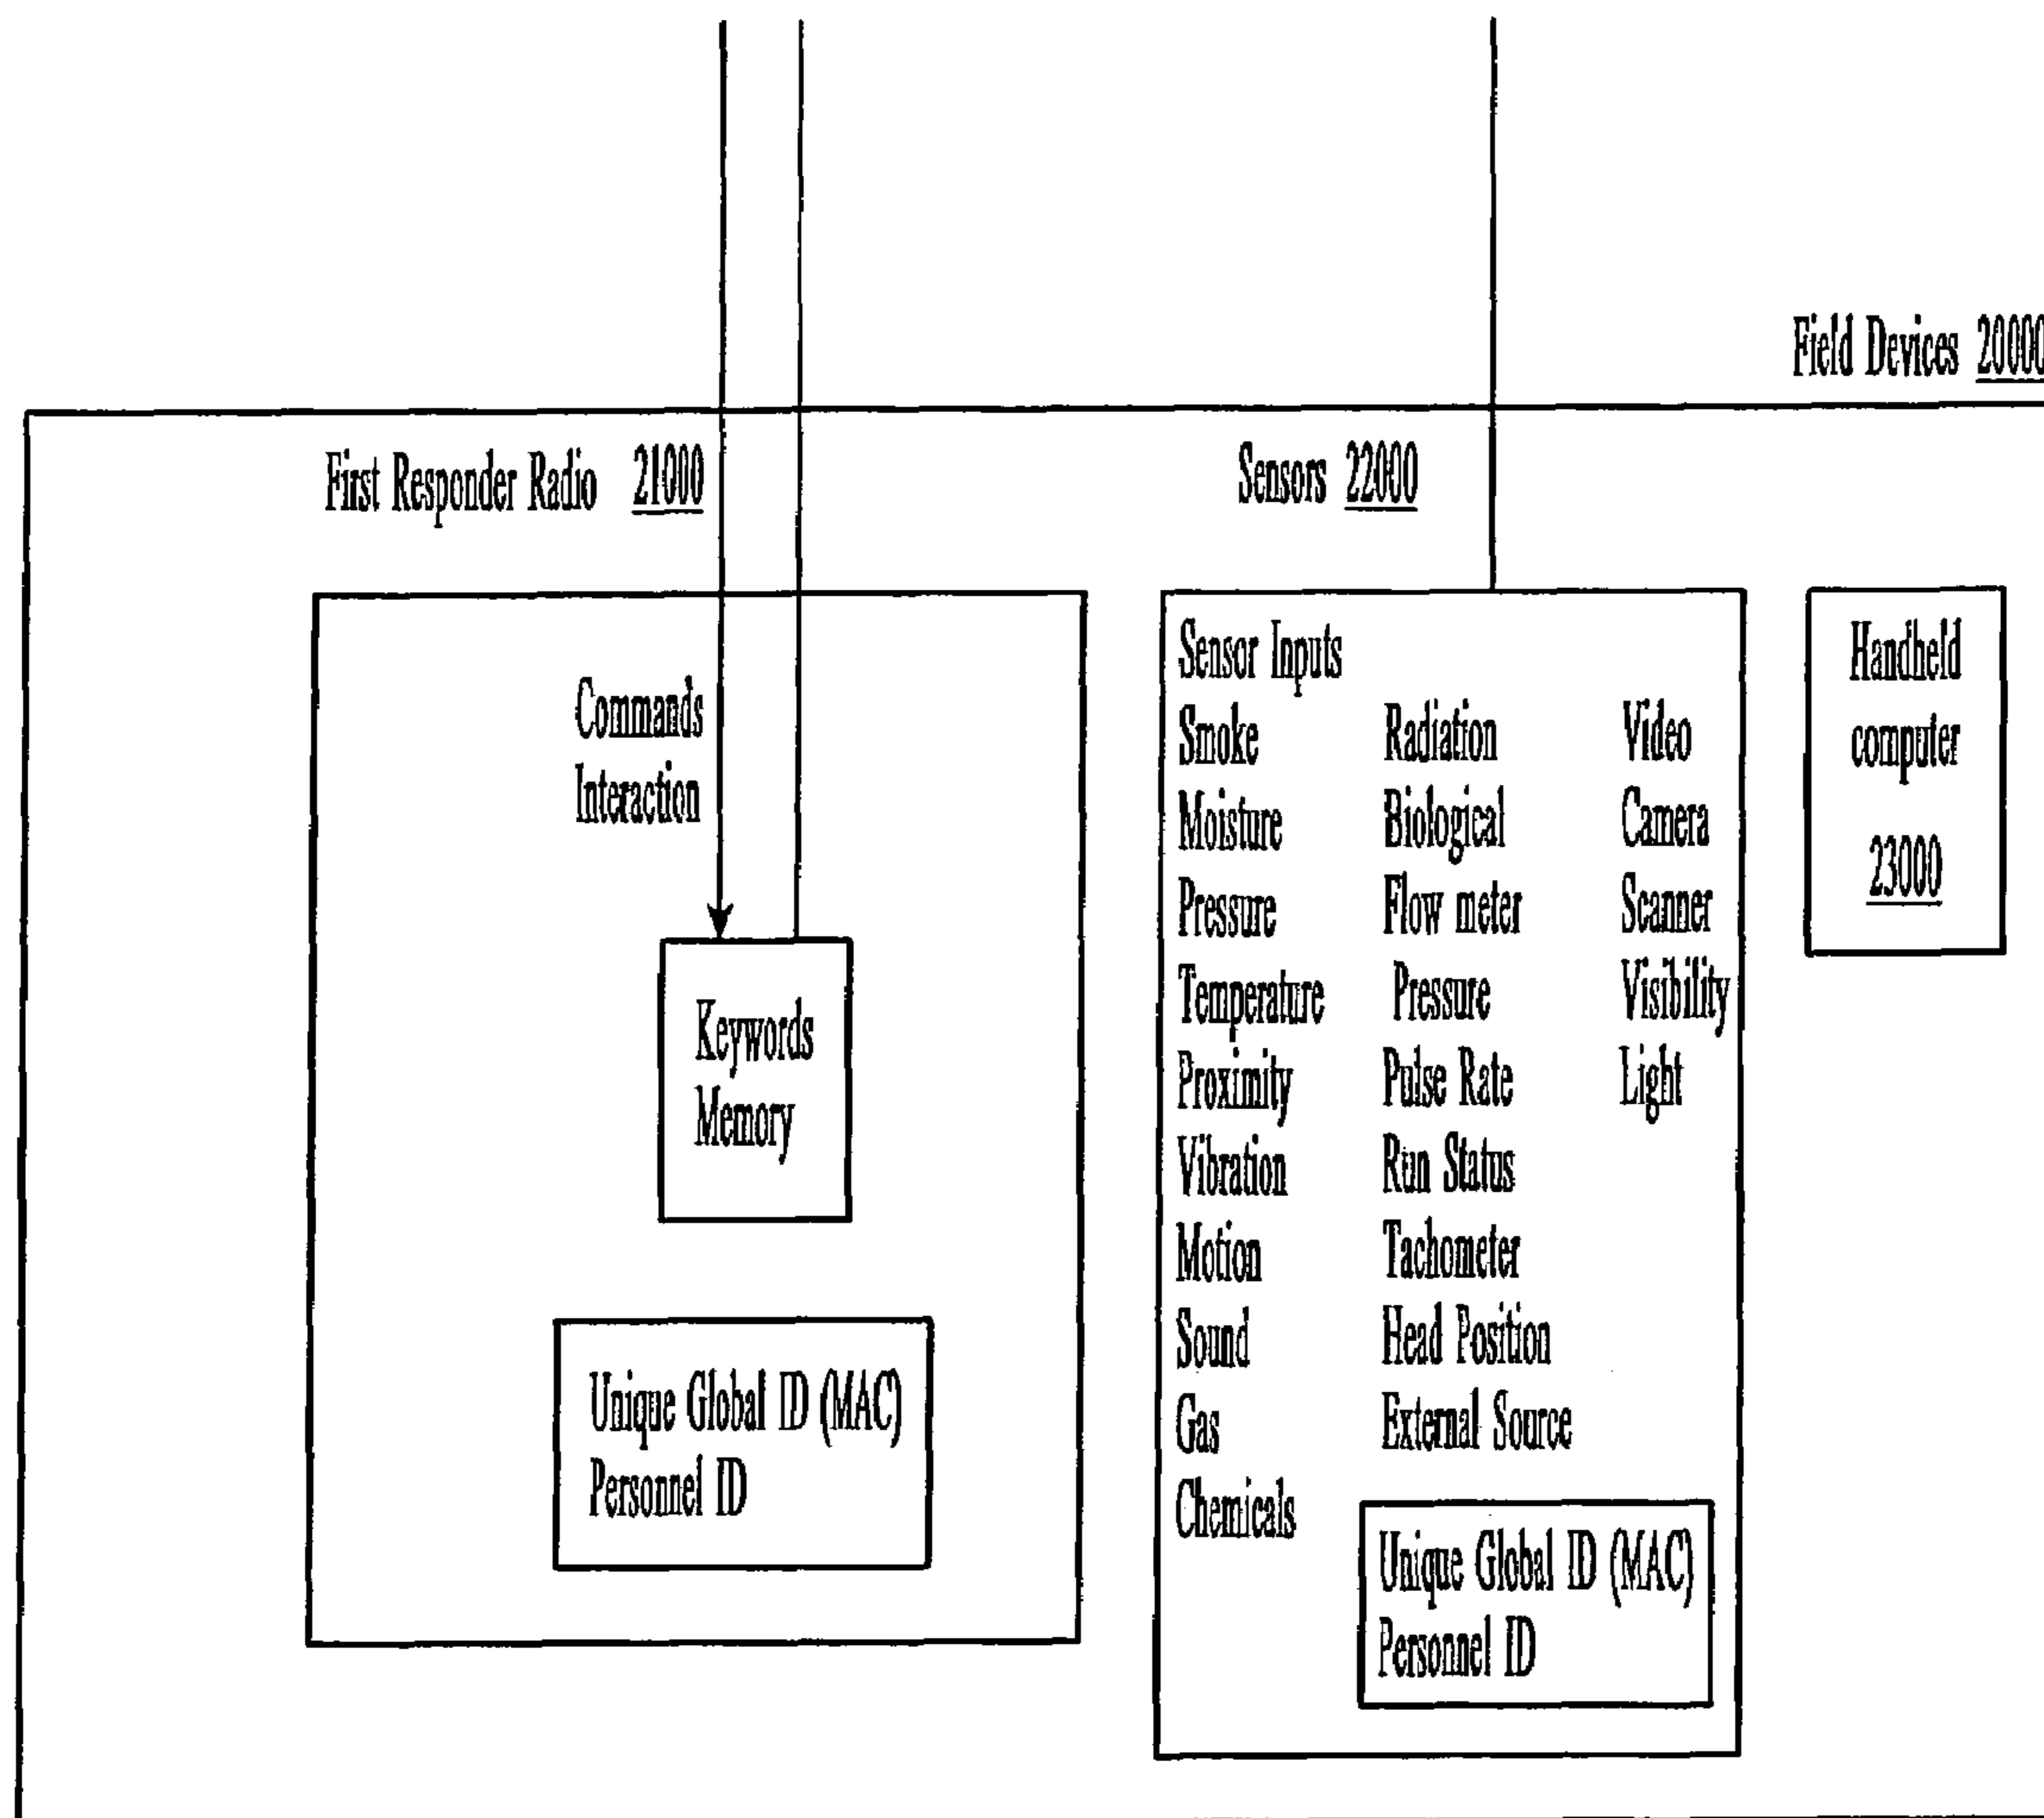 Field Devices 20000
First Responder Radio 21000
Sensors 22000
Commands
Interaction
Keywords
Memory
Unique Global ID (MAC)
Personnel ID
Sensor Inputs
Smoke
Moisture
Pressure
Temperature
Proximity
Vibration
Motion
Sound
Gas
Chemicals
Radiation
Biological
Flow meter
Pressure
Pulse Rate
Run Status
Tachometer
Head Position
External Source
Video
Camera
Scanner
Visibility
Light
Unique Global ID (MAC)
Personnel ID
Handheld
computer
23000